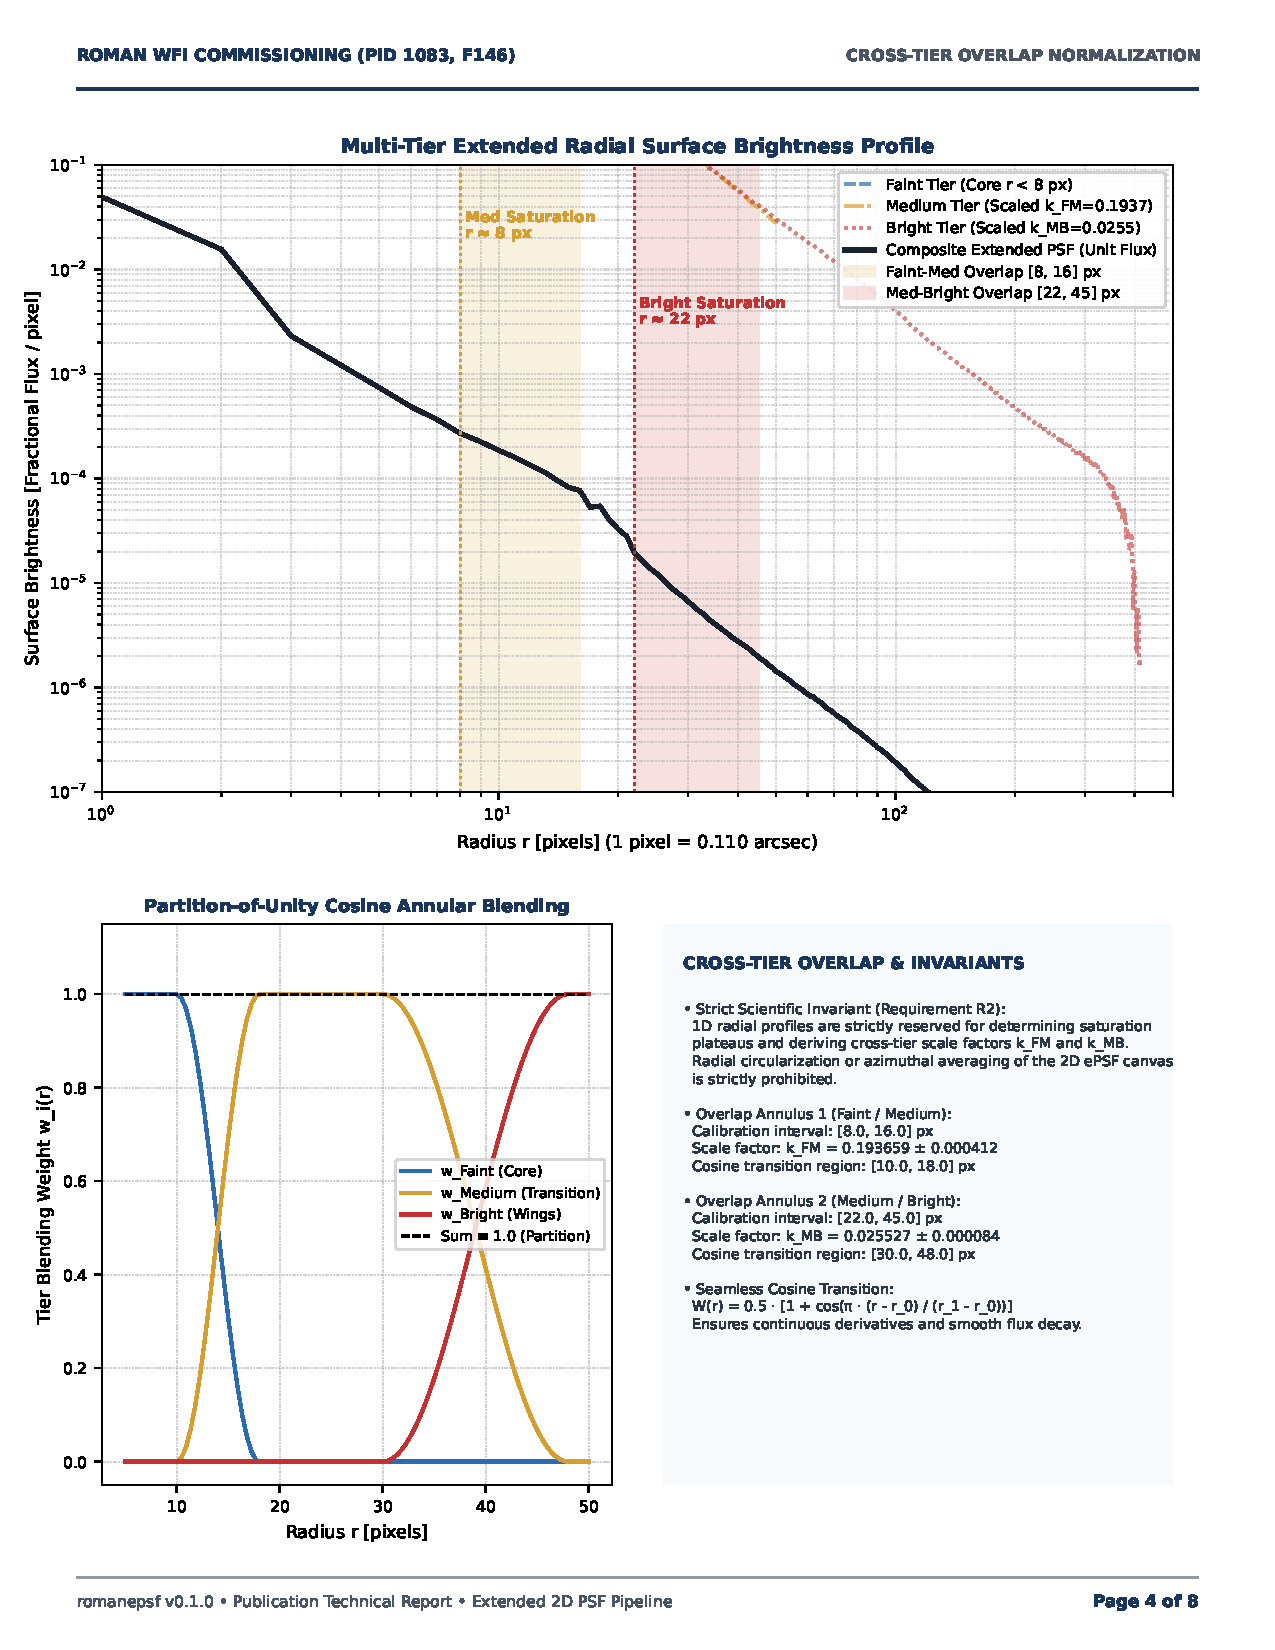 ROMAN WFI COMMISSIONING (PID 1083, F146)
CROSS-TIER OVERLAP NORMALIZATION
Multi-Tier Extended Radial Surface Brightness Profile
Surface Brightness [Fractional Flux / pixel]
10⁻¹
10⁻²
10⁻³
10⁻⁴
10⁻⁵
10⁻⁶
10⁻⁷
Med Saturation
r ≈ 8 px
Bright Saturation
r ≈ 22 px
Faint Tier (Core r < 8 px)
Medium Tier (Scaled k_FM=0.1937)
Bright Tier (Scaled k_MB=0.0255)
Composite Extended PSF (Unit Flux)
Faint-Med Overlap [8, 16] px
Med-Bright Overlap [22, 45] px
10⁰
10¹
10²
Radius r [pixels] (1 pixel = 0.110 arcsec)
Partition-of-Unity Cosine Annular Blending
Tier Blending Weight w_i(r)
1.0
0.8
0.6
0.4
0.2
0.0
w_Faint (Core)
w_Medium (Transition)
w_Bright (Wings)
Sum = 1.0 (Partition)
10
20
30
40
50
Radius r [pixels]
CROSS-TIER OVERLAP & INVARIANTS
• Strict Scientific Invariant (Requirement R2):
1D radial profiles are strictly reserved for determining saturation
plateaus and deriving cross-tier scale factors k_FM and k_MB.
Radial circularization or azimuthal averaging of the 2D ePSF canvas
is strictly prohibited.
• Overlap Annulus 1 (Faint / Medium):
Calibration interval: [8.0, 16.0] px
Scale factor: k_FM = 0.193659 ± 0.000412
Cosine transition region: [10.0, 18.0] px
• Overlap Annulus 2 (Medium / Bright):
Calibration interval: [22.0, 45.0] px
Scale factor: k_MB = 0.025527 ± 0.000084
Cosine transition region: [30.0, 48.0] px
• Seamless Cosine Transition:
W(r) = 0.5 · [1 + cos(π · (r - r_0) / (r_1 - r_0))]
Ensures continuous derivatives and smooth flux decay.
romanepsf v0.1.0 • Publication Technical Report • Extended 2D PSF Pipeline
Page 4 of 8